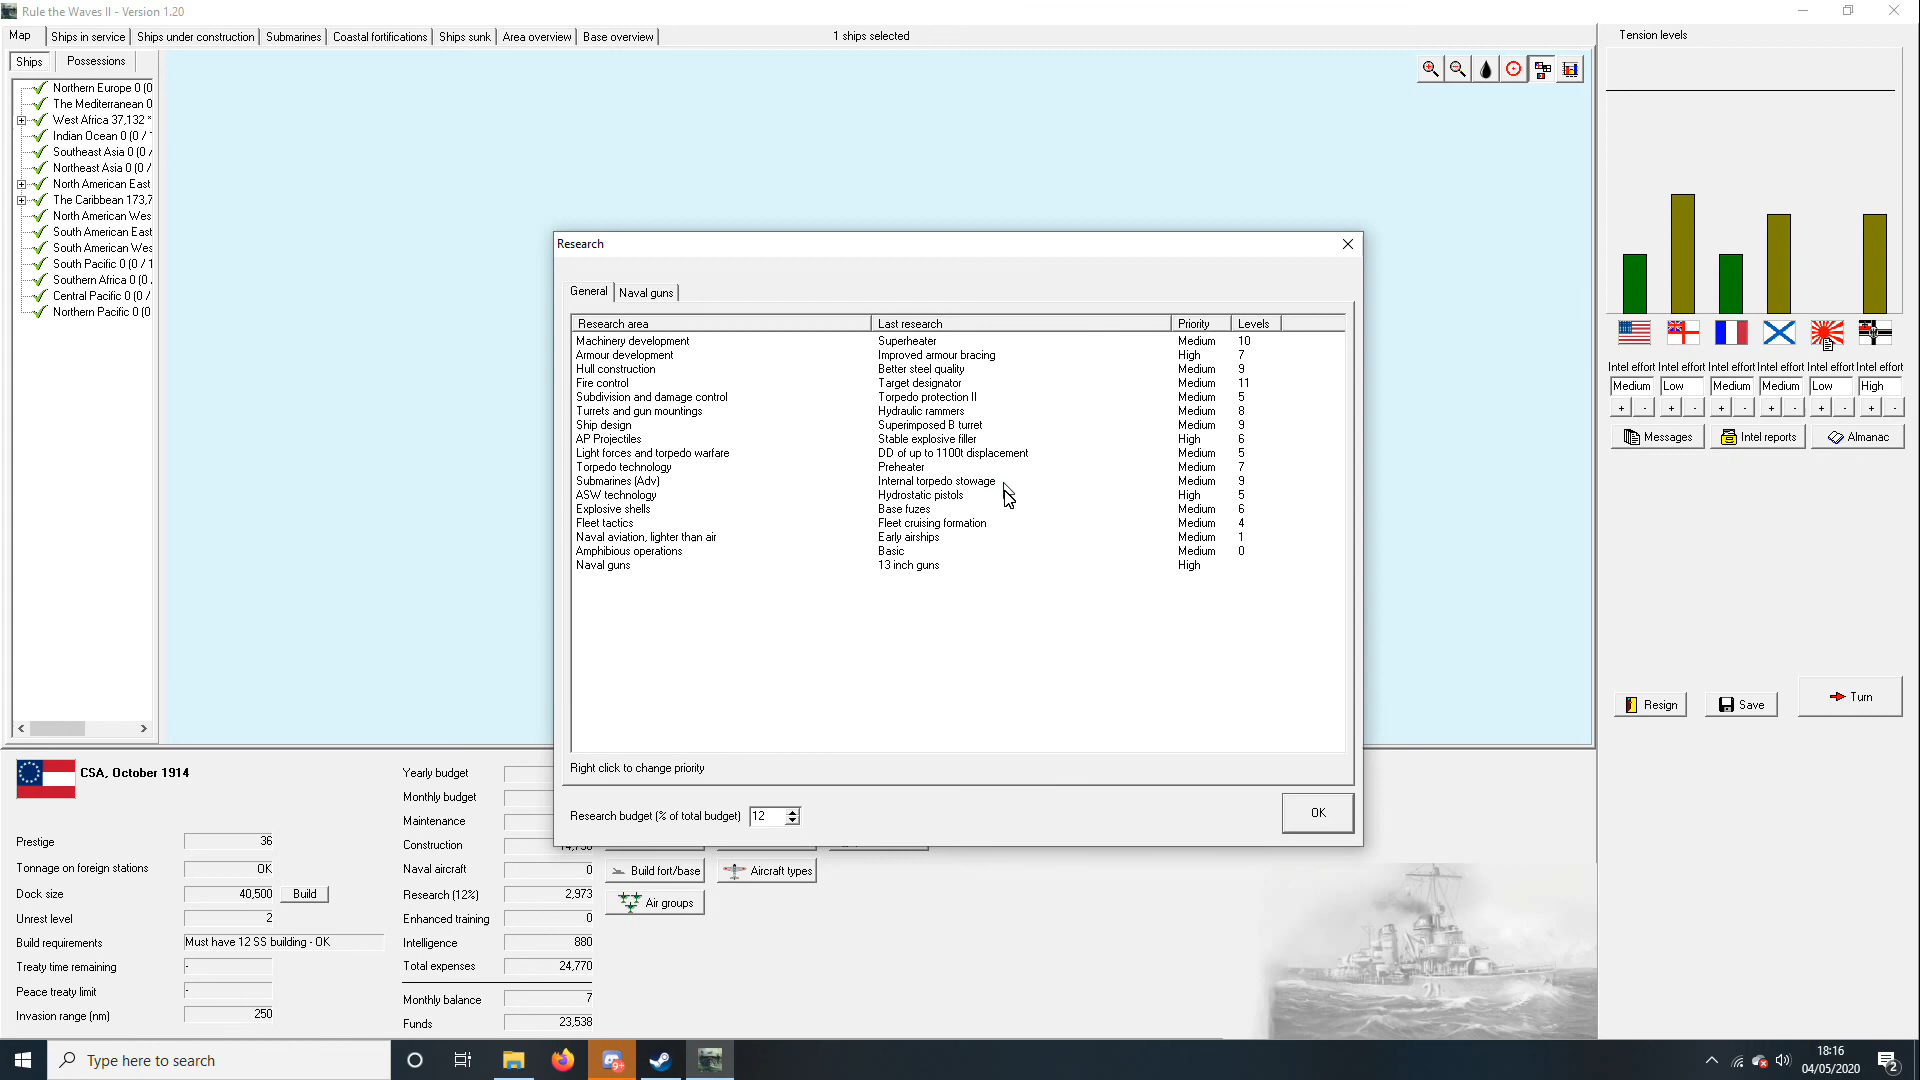 Rule the Waves II - Version 1.20
Map Ships in service Ships under construction Submarines Coastal fortifications Ships sunk Area overview Base overview
1 ships selected
Tension levels
Ships Possessions
Northern Europe 0 (0
The Mediterranean 0
West Africa 37,132 *
Indian Ocean 0 (0 / 1
Southeast Asia 0 (0 /
Northeast Asia 0 (0 /
North American East
The Caribbean 173,7
North American Wes
South American East
South American Wes
South Pacific 0 (0 / 1
Southern Africa 0 (0 .
Central Pacific 0 (0 /
Northern Pacific 0 (0
Research
General Naval guns
Research area Last research Priority Levels
Machinery development Superheater Medium 10
Armour development Improved armour bracing High 7
Hull construction Better steel quality Medium 9
Fire control Target designator Medium 11
Subdivision and damage control Torpedo protection II Medium 5
Turrets and gun mountings Hydraulic rammers Medium 8
Ship design Superimposed B turret Medium 9
AP Projectiles Stable explosive filler High 6
Light forces and torpedo warfare DD of up to 1100t displacement Medium 5
Torpedo technology Preheater Medium 7
Submarines (Adv) Internal torpedo stowage Medium 9
ASW technology Hydrostatic pistols High 5
Explosive shells Base fuzes Medium 6
Fleet tactics Fleet cruising formation Medium 4
Naval aviation, lighter than air Early airships Medium 1
Amphibious operations Basic Medium 0
Naval guns 13 inch guns High
Right click to change priority
Research budget (% of total budget) 12
OK
Intel effort Intel effort Intel effort Intel effort Intel effort Intel effort
Medium Low Medium Medium Low High
+ - + - + - + - + - + -
Messages Intel reports Almanac
Resign Save Turn
CSA, October 1914
Prestige 36
Tonnage on foreign stations OK
Dock size 40,500 Build
Unrest level 2
Build requirements Must have 12 SS building - OK
Treaty time remaining -
Peace treaty limit -
Invasion range (nm) 250
Yearly budget
Monthly budget
Maintenance
Construction
Naval aircraft 0
Research (12%) 2,973
Enhanced training 0
Intelligence 880
Total expenses 24,770
Monthly balance 7
Funds 23,538
Build fort/base Aircraft types
Air groups
21
Type here to search
9+
18:16
04/05/2020
2